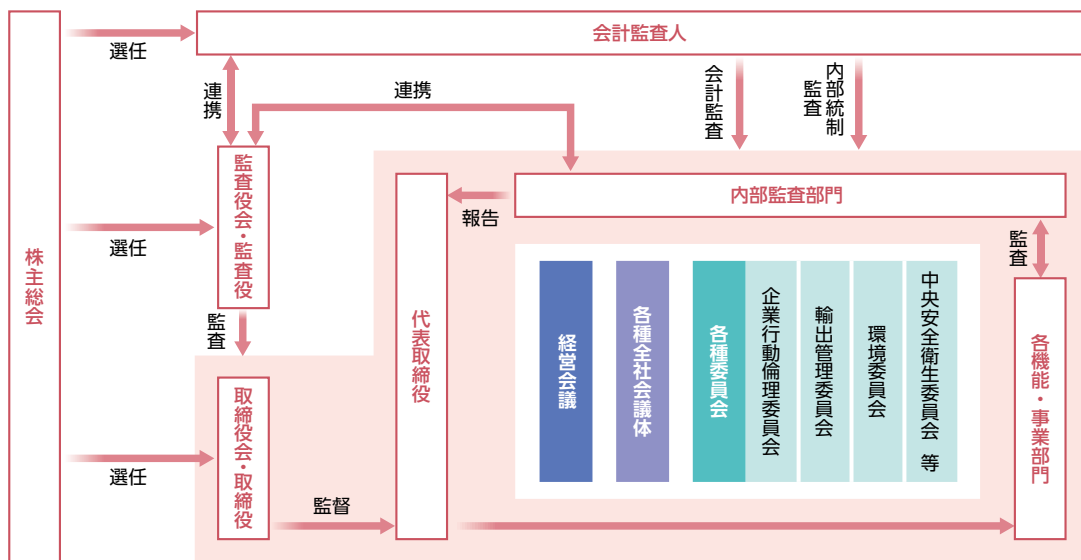 株主総会
選任
会計監査人
連携
連携
会計監査
内部統制
監査
選任
監査役会・監査役
監査
選任
取締役会・取締役
監督
代表取締役
報告
内部監査部門
監査
経営会議
各種全社会議体
各種委員会
企業行動倫理委員会
輸出管理委員会
環境委員会
中央安全衛生委員会 等
各機能・事業部門